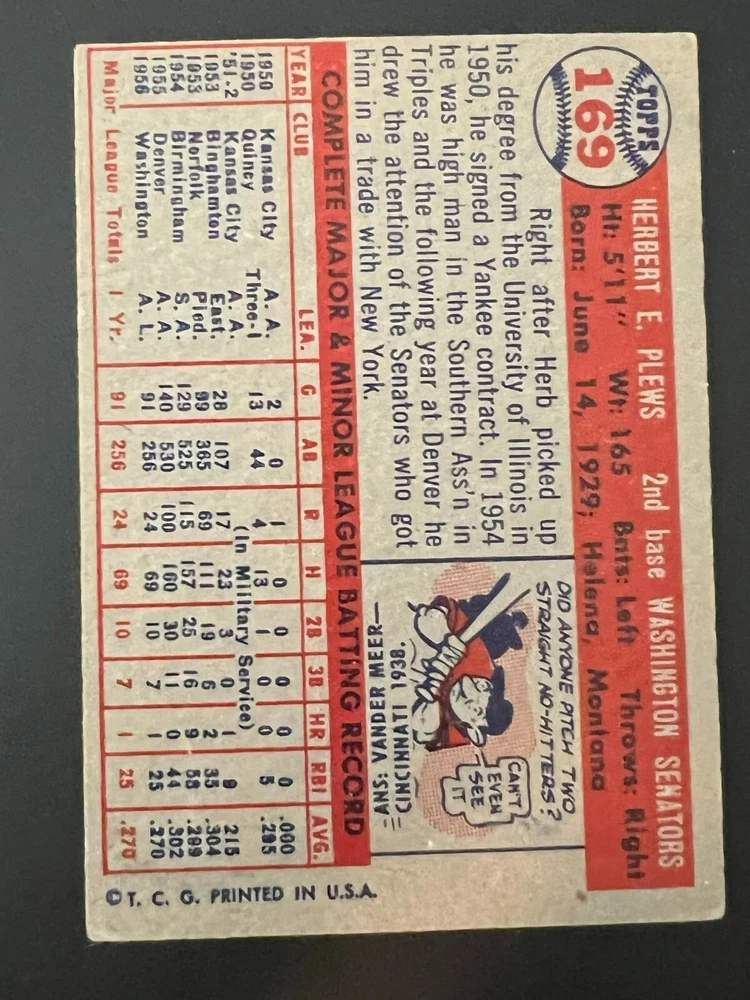 TOPPS
169
HERBERT E. PLEWS 2nd base WASHINGTON SENATORS
Ht: 5'11" Wt: 165 Bats: Left Throws: Right
Born: June 14, 1929; Helena, Montana
Right after Herb picked up
his degree from the University of Illinois in
1950, he signed a Yankee contract. In 1954
he was high man in the Southern Ass'n in
Triples and the following year at Denver he
drew the attention of the Senators who got
him in a trade with New York.
DID ANYONE PITCH TWO
STRAIGHT NO-HITTERS?
CAN'T
EVEN
SEE
IT
ANS: VANDER MEER—
CINCINNATI 1938.
COMPLETE MAJOR & MINOR LEAGUE BATTING RECORD
YEAR CLUB LEA. G AB R H 2B 3B HR RBI AVG.
1950 Kansas City A. A. 2 0 1 0 0 0 0 0 .000
1950 Quincy Three-I 13 44 4 13 1 0 0 5 .295
'51-2 Kansas City A. A. (In Military Service)
1953 Binghamton East. 28 107 17 23 3 0 1 9 .215
1953 Norfolk Pied. 99 365 69 111 19 6 2 35 .304
1954 Birmingham S. A. 129 525 115 157 25 16 9 58 .299
1955 Denver A. A. 140 530 100 160 30 11 0 44 .302
1956 Washington A. L. 91 256 24 69 10 7 1 25 .270
Major League Totals 1 Yr. 91 256 24 69 10 7 1 25 .270
© T. C. G. PRINTED IN U.S.A.